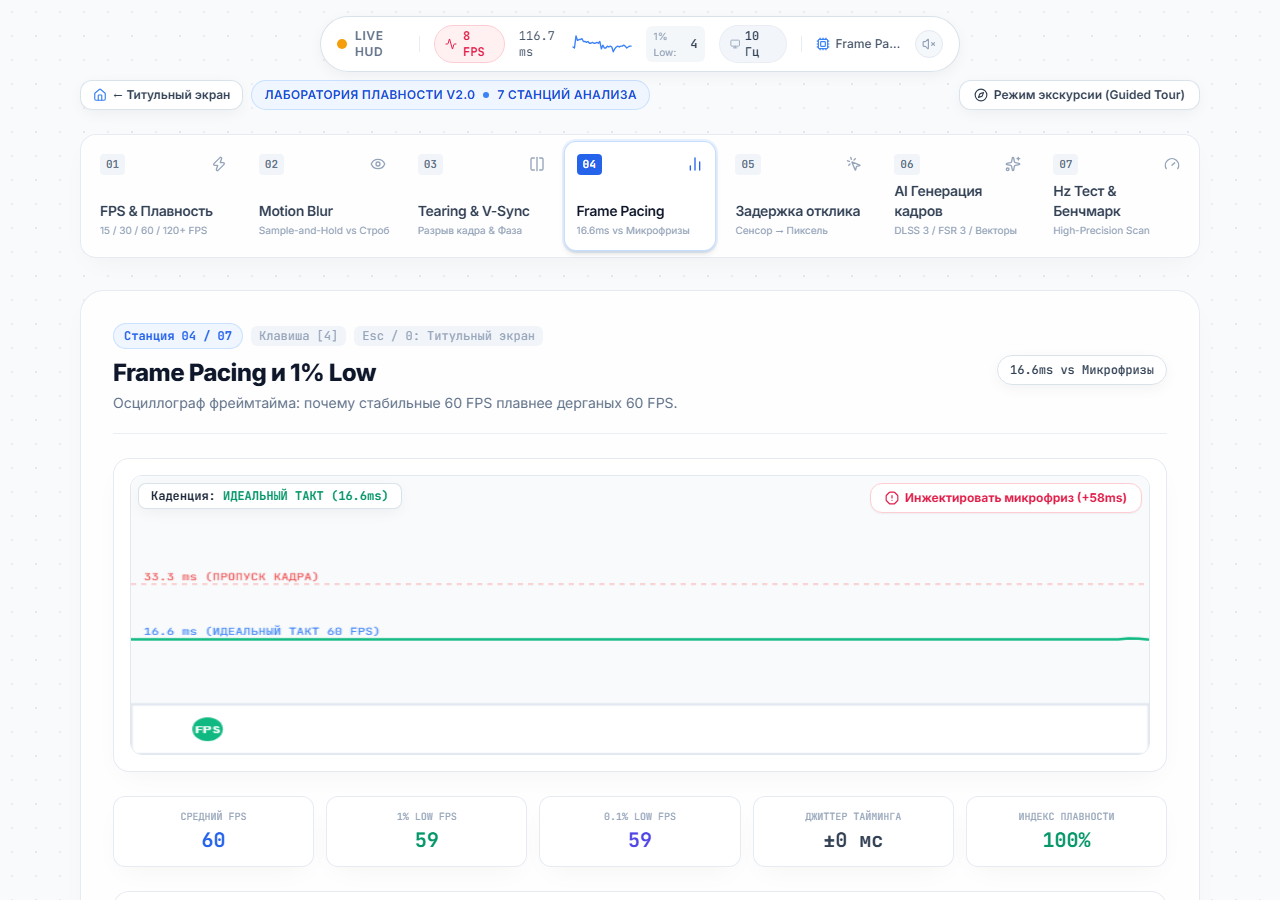 LIVE HUD
8 FPS
116.7 ms
1% Low: 4
10 Гц
Frame Pa...
← Титульный экран
ЛАБОРАТОРИЯ ПЛАВНОСТИ V2.0 • 7 СТАНЦИЙ АНАЛИЗА
Режим экскурсии (Guided Tour)
01
FPS & Плавность
15 / 30 / 60 / 120+ FPS
02
Motion Blur
Sample-and-Hold vs Строб
03
Tearing & V-Sync
Разрыв кадра & Фаза
04
Frame Pacing
16.6ms vs Микрофризы
05
Задержка отклика
Сенсор → Пиксель
06
AI Генерация
кадров
DLSS 3 / FSR 3 / Векторы
07
Hz Тест &
Бенчмарк
High-Precision Scan
Станция 04 / 07
Клавиша [4]
Esc / 0: Титульный экран
Frame Pacing и 1% Low
16.6ms vs Микрофризы
Осциллограф фреймтайма: почему стабильные 60 FPS плавнее дерганых 60 FPS.
Каденция: ИДЕАЛЬНЫЙ ТАКТ (16.6ms)
Инжектировать микрофриз (+58ms)
33.3 ms (ПРОПУСК КАДРА)
16.6 ms (ИДЕАЛЬНЫЙ ТАКТ 60 FPS)
FPS
СРЕДНИЙ FPS
60
1% LOW FPS
59
0.1% LOW FPS
59
ДЖИТТЕР ТАЙМИНГА
±0 мс
ИНДЕКС ПЛАВНОСТИ
100%